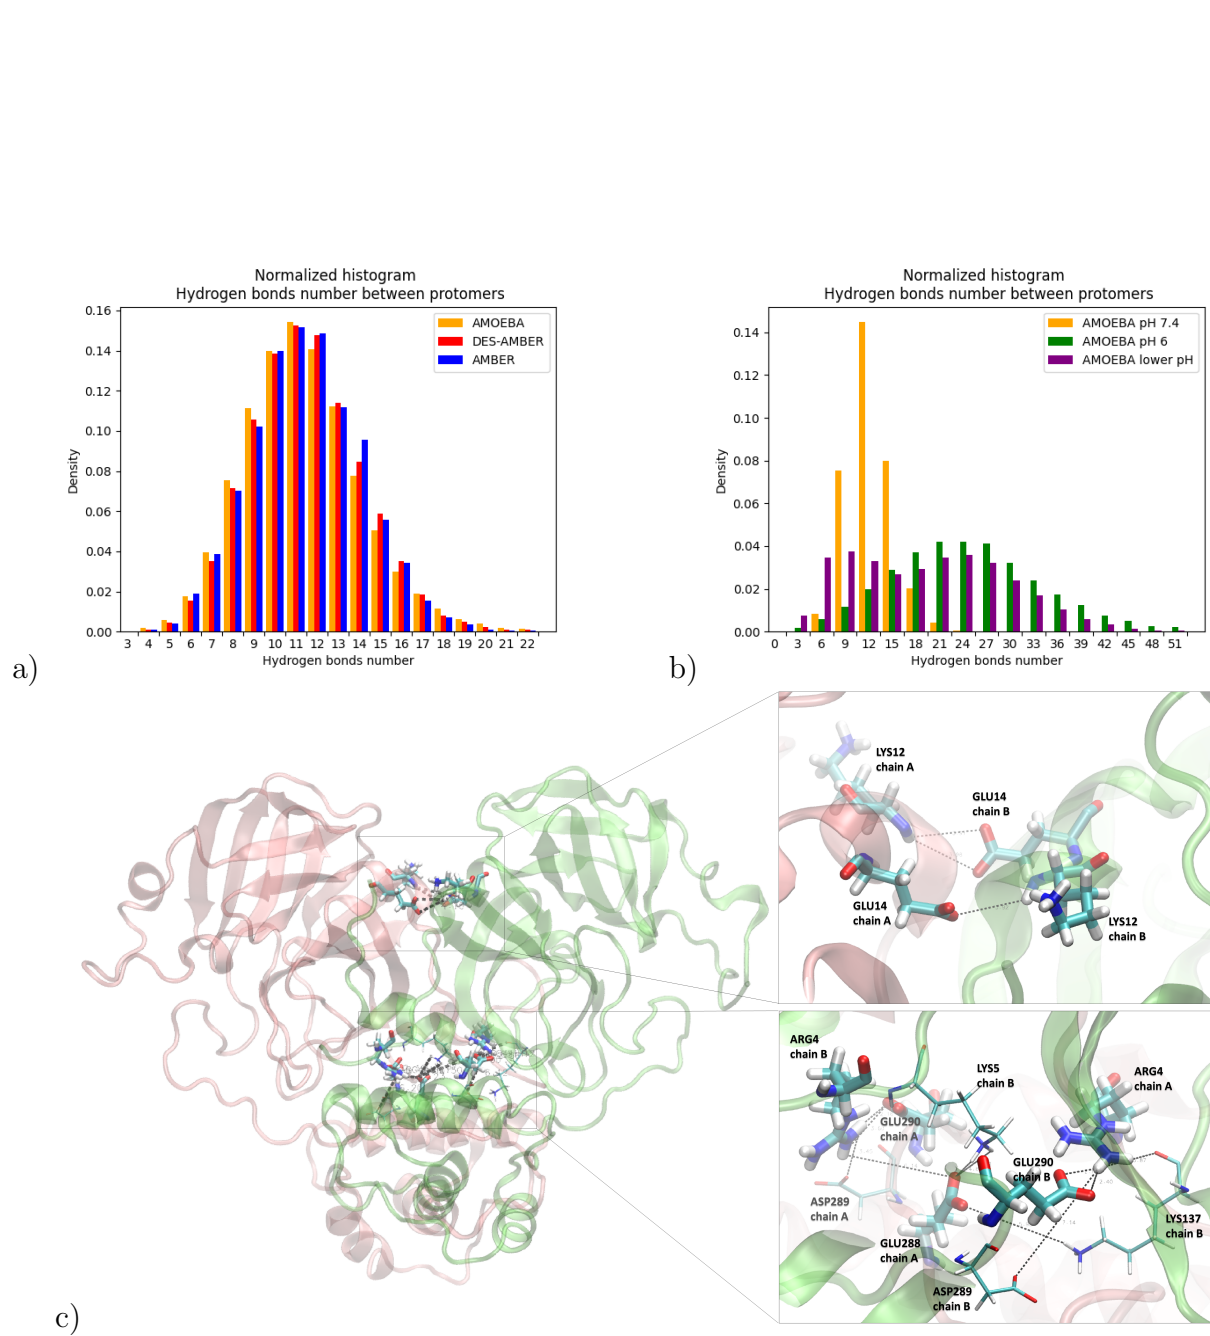 Normalized histogram
Hydrogen bonds number between protomers
0.16
0.14
0.12
0.10
0.08
0.06
0.04
0.02
0.00
Density
AMOEBA
DES-AMBER
AMBER
3 4 5 6 7 8 9 10 11 12 13 14 15 16 17 18 19 20 21 22
Hydrogen bonds number
a)
Normalized histogram
Hydrogen bonds number between protomers
0.14
0.12
0.10
0.08
0.06
0.04
0.02
0.00
Density
AMOEBA pH 7.4
AMOEBA pH 6
AMOEBA lower pH
0 3 6 9 12 15 18 21 24 27 30 33 36 39 42 45 48 51
Hydrogen bonds number
b)
LYS12
chain A
GLU14
chain B
GLU14
chain A
LYS12
chain B
ARG4
chain B
LYS5
chain B
ARG4
chain A
GLU290
chain A
GLU290
chain B
ASP289
chain A
LYS137
chain B
GLU288
chain A
ASP289
chain B
c)